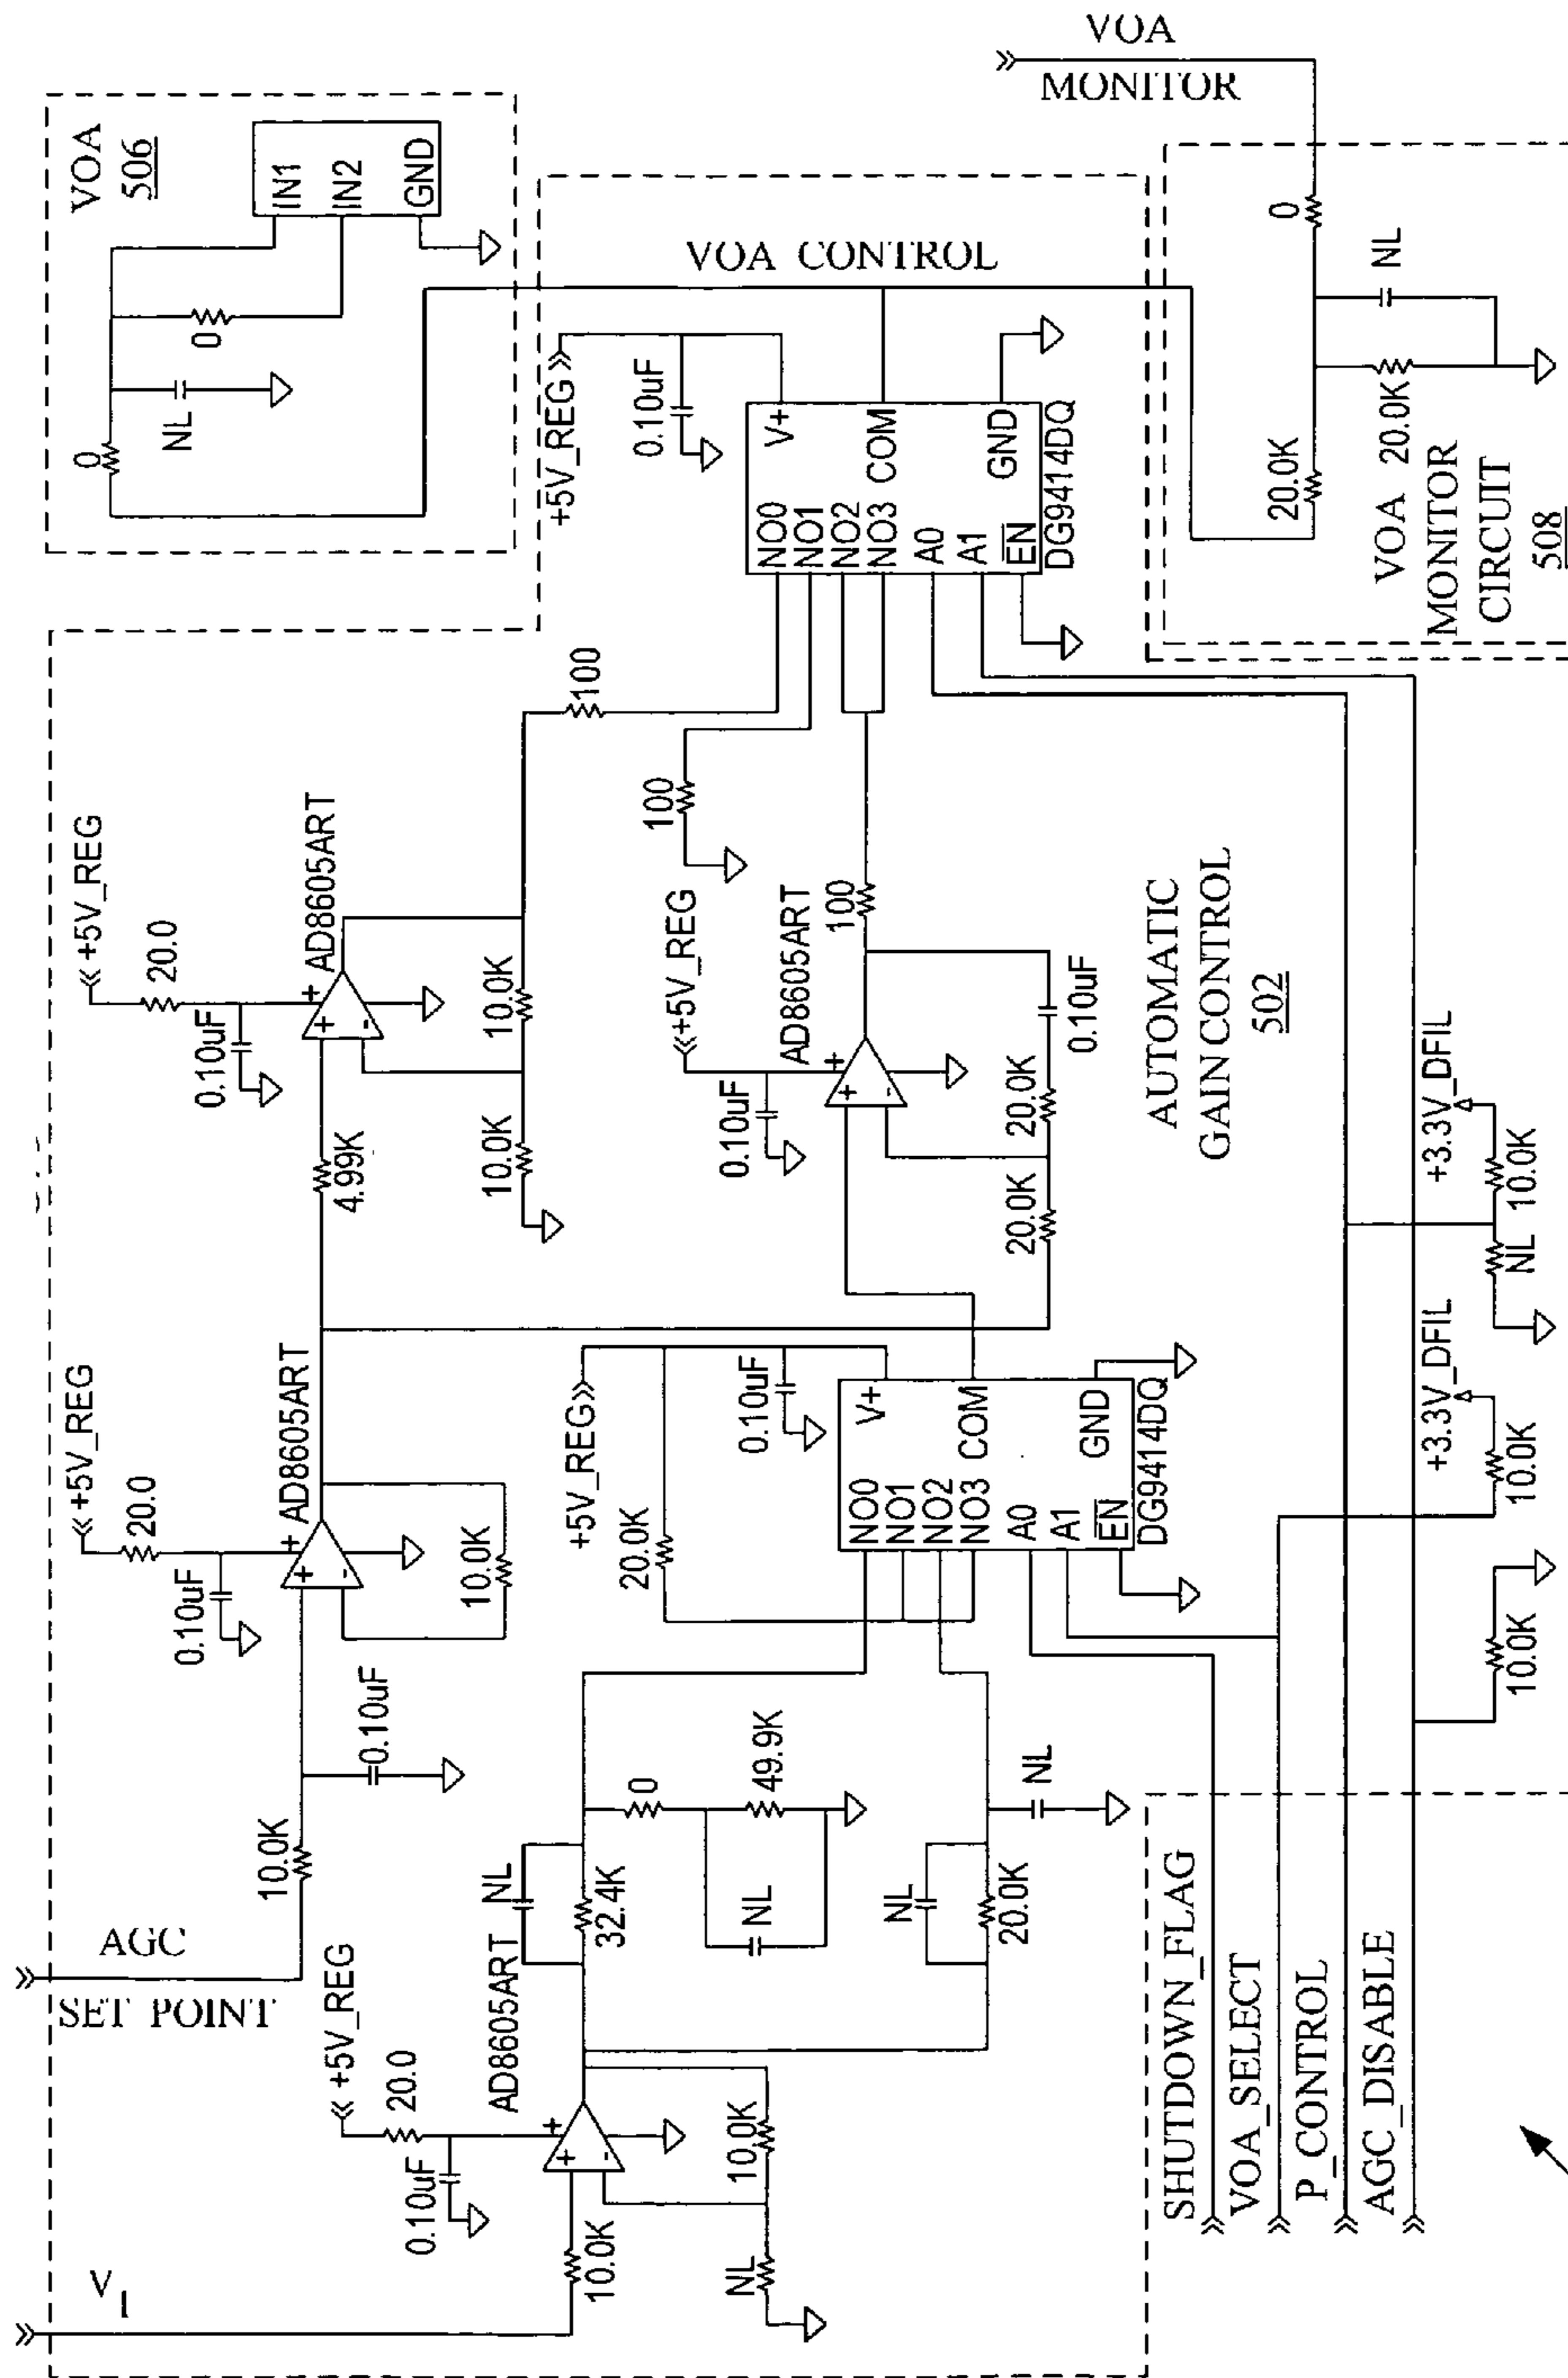 V1
AGC
SET POINT
+5V_REG
20.0
0.10uF
AD8605ART
10.0K
10.0K
NL
NL
32.4K
0
49.9K
NL
NL
20.0K
NL
10.0K
0.10uF
+5V_REG
20.0
0.10uF
AD8605ART
10.0K
+5V_REG
20.0K
0.10uF
NO0
NO1
NO2
NO3
A0
A1
EN
V+
COM
GND
DG9414DQ
4.99K
+5V_REG
20.0
0.10uF
AD8605ART
10.0K
10.0K
100
100
+5V_REG
0.10uF
AD8605ART
100
20.0K
20.0K
0.10uF
AUTOMATIC
GAIN CONTROL
502
+5V_REG
0.10uF
NO0
NO1
NO2
NO3
A0
A1
EN
V+
COM
GND
DG9414DQ
VOA CONTROL
VOA
506
0
NL
0
IN1
IN2
GND
VOA
MONITOR
0
NL
20.0K
20.0K
VOA
MONITOR
CIRCUIT
508
SHUTDOWN_FLAG
VOA_SELECT
P_CONTROL
AGC_DISABLE
10.0K
+3.3V_DFIL
10.0K
NL
+3.3V_DFIL
10.0K